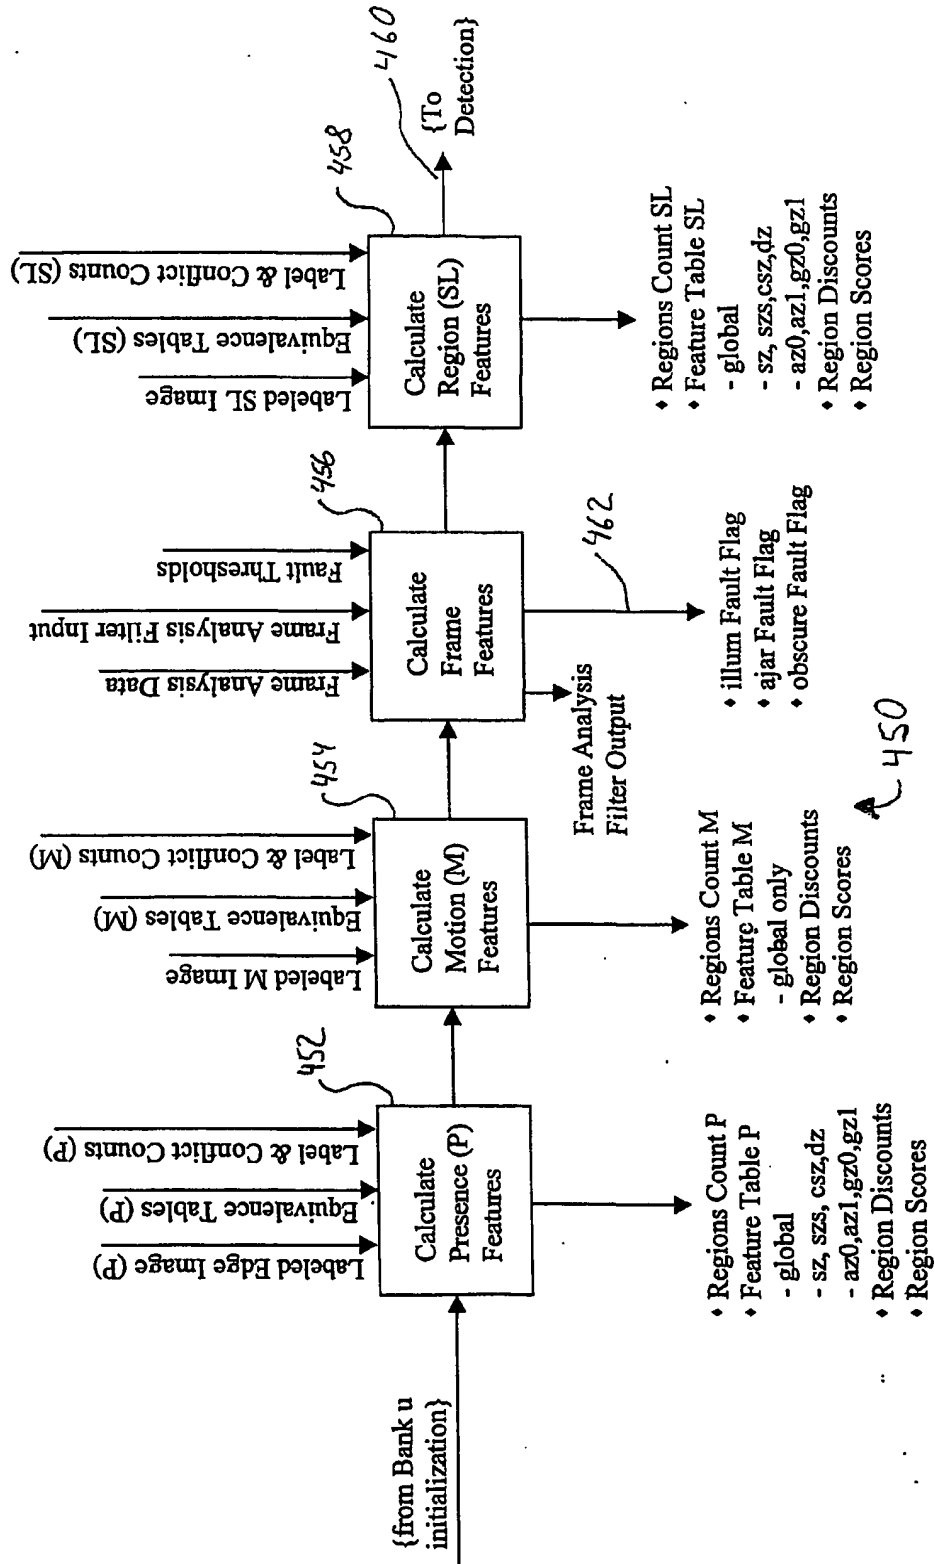 {from Bank u
initialization}
Labeled Edge Image (P)
Equivalence Tables (P)
Label & Conflict Counts (P)
452
Calculate
Presence (P)
Features
♦ Regions Count P
♦ Feature Table P
- global
- sz, szs, csz,dz
- az0,az1,gz0,gz1
♦ Region Discounts
♦ Region Scores
Labeled M Image
Equivalence Tables (M)
Label & Conflict Counts (M)
454
Calculate
Motion (M)
Features
♦ Regions Count M
♦ Feature Table M
- global only
♦ Region Discounts
♦ Region Scores
Frame Analysis Data
Frame Analysis Filter Input
Fault Thresholds
456
Calculate
Frame
Features
Frame Analysis
Filter Output
462
♦ illum Fault Flag
♦ ajar Fault Flag
♦ obscure Fault Flag
Labeled SL Image
Equivalence Tables (SL)
Label & Conflict Counts (SL)
458
Calculate
Region (SL)
Features
♦ Regions Count SL
♦ Feature Table SL
- global
- sz, szs,csz,dz
- az0,az1,gz0,gz1
♦ Region Discounts
♦ Region Scores
460
{To
Detection}
450